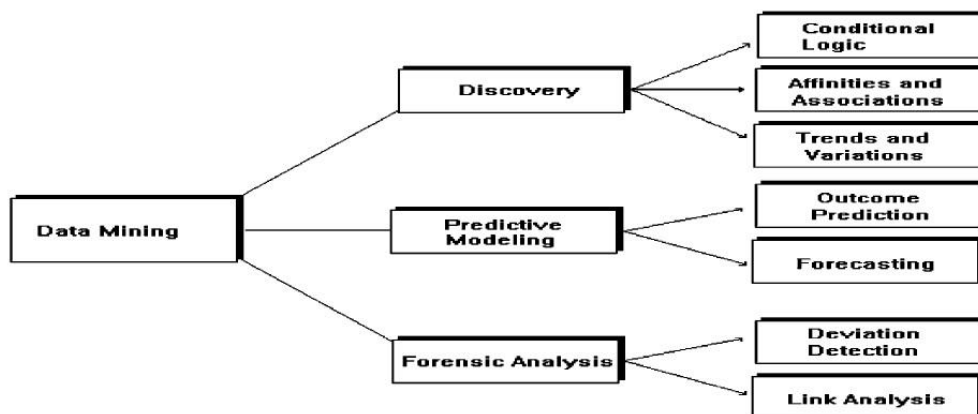 Conditional
Logic
Discovery
Affinities and
Associations
Trends and
Variations
Data Mining
Predictive
Modeling
Outcome
Prediction
Forecasting
Forensic Analysis
Deviation
Detection
Link Analysis